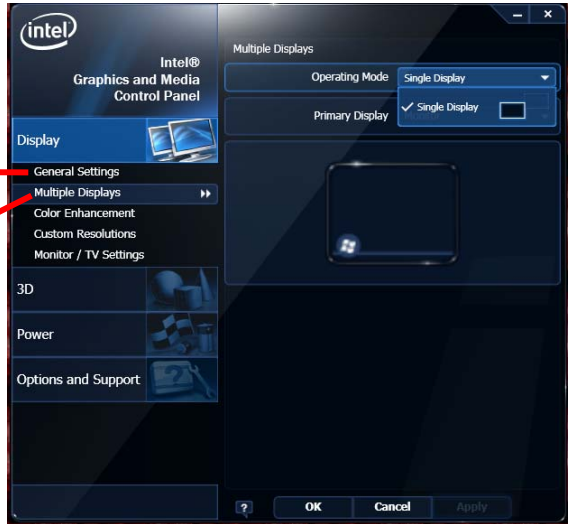 intel
Intel®
Graphics and Media
Control Panel
Display
General Settings
Multiple Displays
Color Enhancement
Custom Resolutions
Monitor / TV Settings
3D
Power
Options and Support
Multiple Displays
Operating Mode Single Display
Single Display
Primary Display
?
OK Cancel Apply